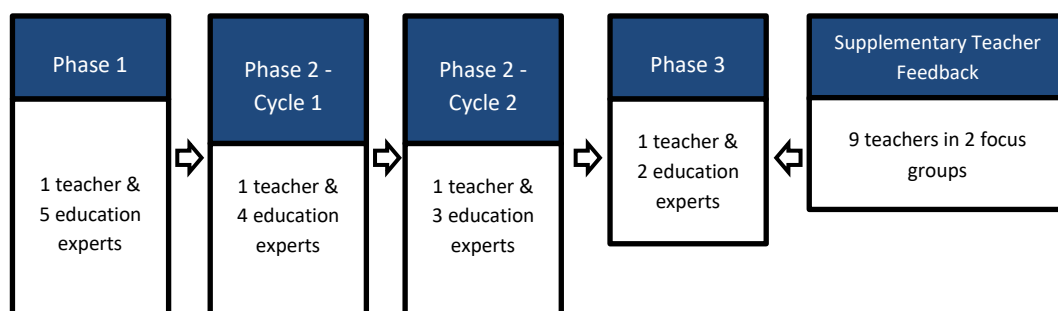 Phase 1
1 teacher &
5 education
experts
Phase 2 -
Cycle 1
1 teacher &
4 education
experts
Phase 2 -
Cycle 2
1 teacher &
3 education
experts
Phase 3
1 teacher &
2 education
experts
Supplementary Teacher
Feedback
9 teachers in 2 focus
groups